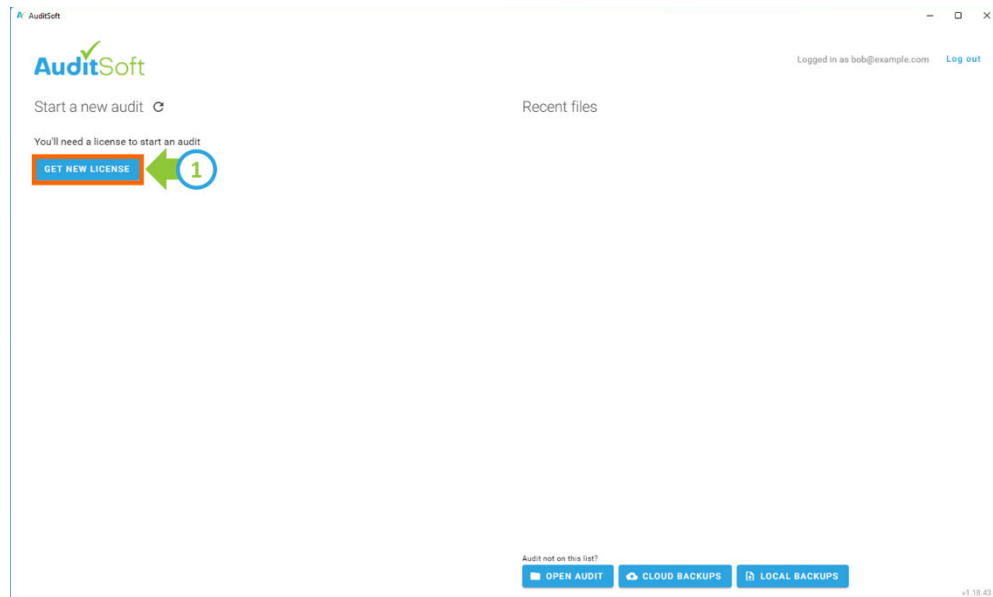 AuditSoft
AuditSoft
Logged in as bob@example.com Log out
Start a new audit
You'll need a license to start an audit
GET NEW LICENSE
1
Recent files
Audit not on this list?
OPEN AUDIT
CLOUD BACKUPS
LOCAL BACKUPS
v1.18.43